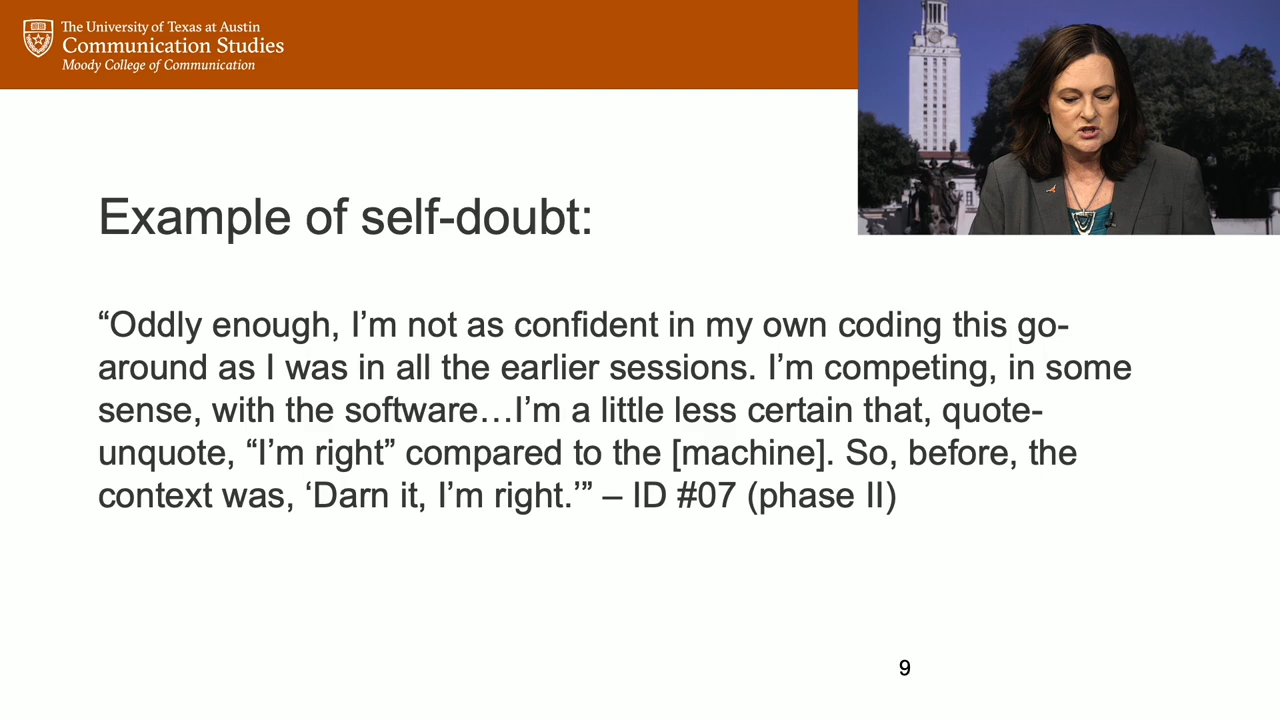 The University of Texas at Austin
Communication Studies
Moody College of Communication
Example of self-doubt:
“Oddly enough, I’m not as confident in my own coding this go-
around as I was in all the earlier sessions. I’m competing, in some
sense, with the software…I’m a little less certain that, quote-
unquote, “I’m right” compared to the [machine]. So, before, the
context was, ‘Darn it, I’m right.’” – ID #07 (phase II)
9